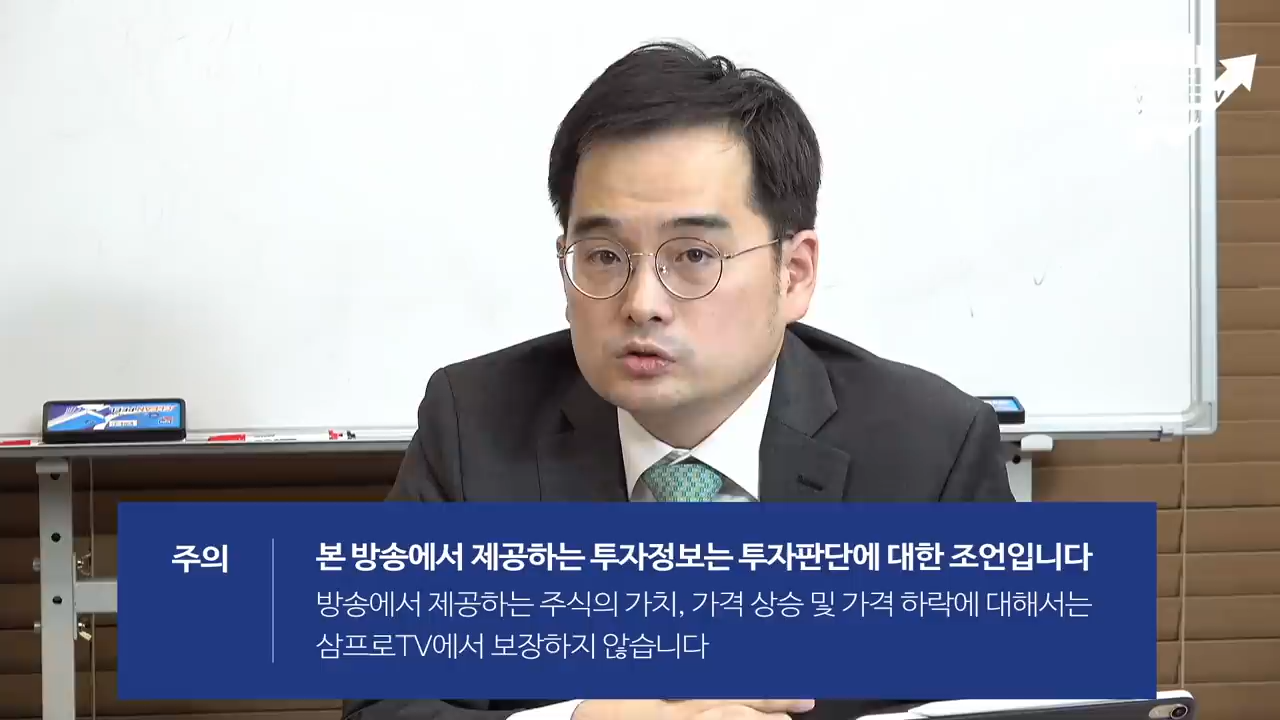 주의
본 방송에서 제공하는 투자정보는 투자판단에 대한 조언입니다
방송에서 제공하는 주식의 가치, 가격 상승 및 가격 하락에 대해서는
삼프로TV에서 보장하지 않습니다